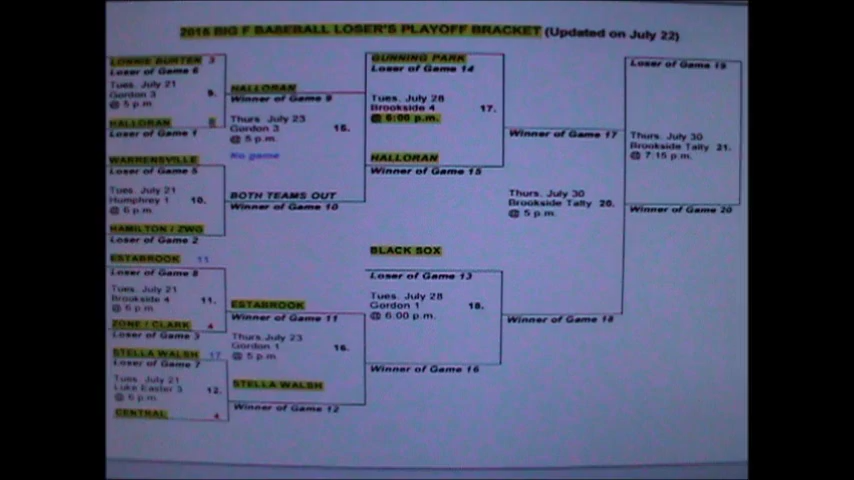 2015 BIG F BASEBALL LOSER'S PLAYOFF BRACKET (Updated on July 22)
LONNIE BURTEN 3
Loser of Game 6
Tues. July 21
Gordon 3 9.
@ 5 p.m.
HALLORAN
Loser of Game 1
WARRENSVILLE
Loser of Game 5
Tues. July 21
Humphrey 1 10.
@ 6 p.m.
HAMILTON / ZWG
Loser of Game 2
ESTABROOK 11
Loser of Game 8
Tues. July 21
Brookside 4 11.
@ 6 p.m.
ZONE / CLARK 4
Loser of Game 3
STELLA WALSH 17
Loser of Game 7
Tues. July 21
Luke Easter 3 12.
@ 6 p.m.
CENTRAL 4
HALLORAN
Winner of Game 9
Thurs. July 23
Gordon 3 15.
@ 5 p.m.
No game
BOTH TEAMS OUT
Winner of Game 10
ESTABROOK
Winner of Game 11
Thurs. July 23
Gordon 1 16.
@ 5 p.m.
STELLA WALSH
Winner of Game 12
GUNNING PARK
Loser of Game 14
Tues. July 28
Brookside 4 17.
@ 6:00 p.m.
HALLORAN
Winner of Game 15
BLACK SOX
Loser of Game 13
Tues. July 28
Gordon 1 18.
@ 6:00 p.m.
Winner of Game 16
Winner of Game 17
Thurs. July 30
Brookside Tally 20.
@ 5 p.m.
Winner of Game 18
Loser of Game 19
Thurs. July 30
Brookside Tally 21.
@ 7:15 p.m.
Winner of Game 20